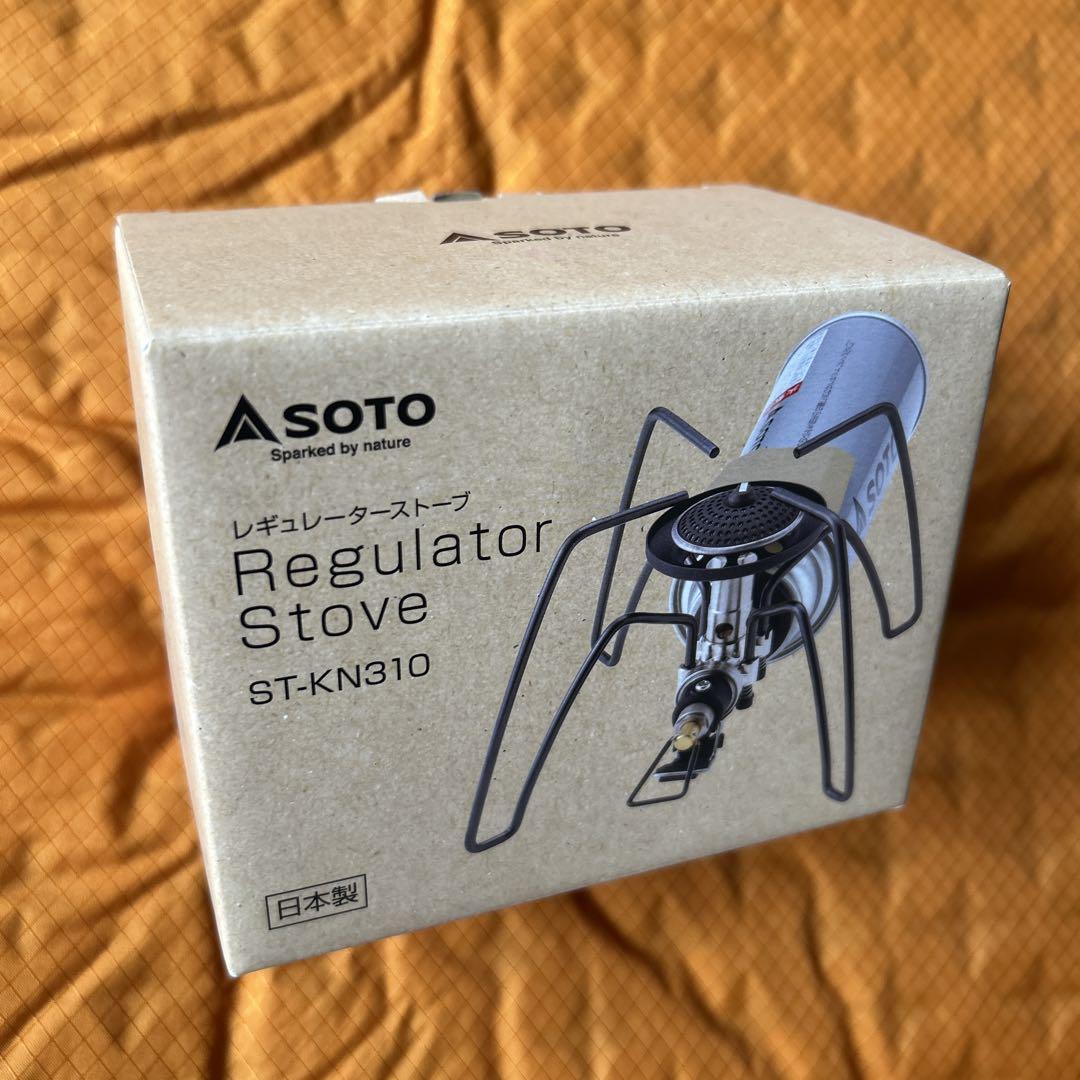 SOTO
Sparked by nature
SOTO
Sparked by nature
レギュレーターストーブ
Regulator
Stove
ST-KN310
SOTO
日本製